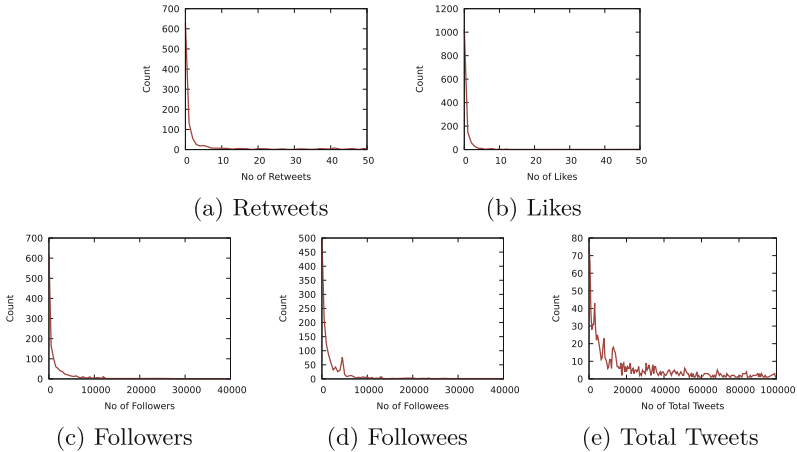 700
600
500
400
300
200
100
0
Count
0 10 20 30 40 50
No of Retweets
(a) Retweets
1200
1000
800
600
400
200
0
Count
0 10 20 30 40 50
No of Likes
(b) Likes
700
600
500
400
300
200
100
0
Count
0 10000 20000 30000 40000
No of Followers
(c) Followers
500
450
400
350
300
250
200
150
100
50
0
Count
0 10000 20000 30000 40000
No of Followees
(d) Followees
80
70
60
50
40
30
20
10
0
Count
0 20000 40000 60000 80000 100000
No of Total Tweets
(e) Total Tweets